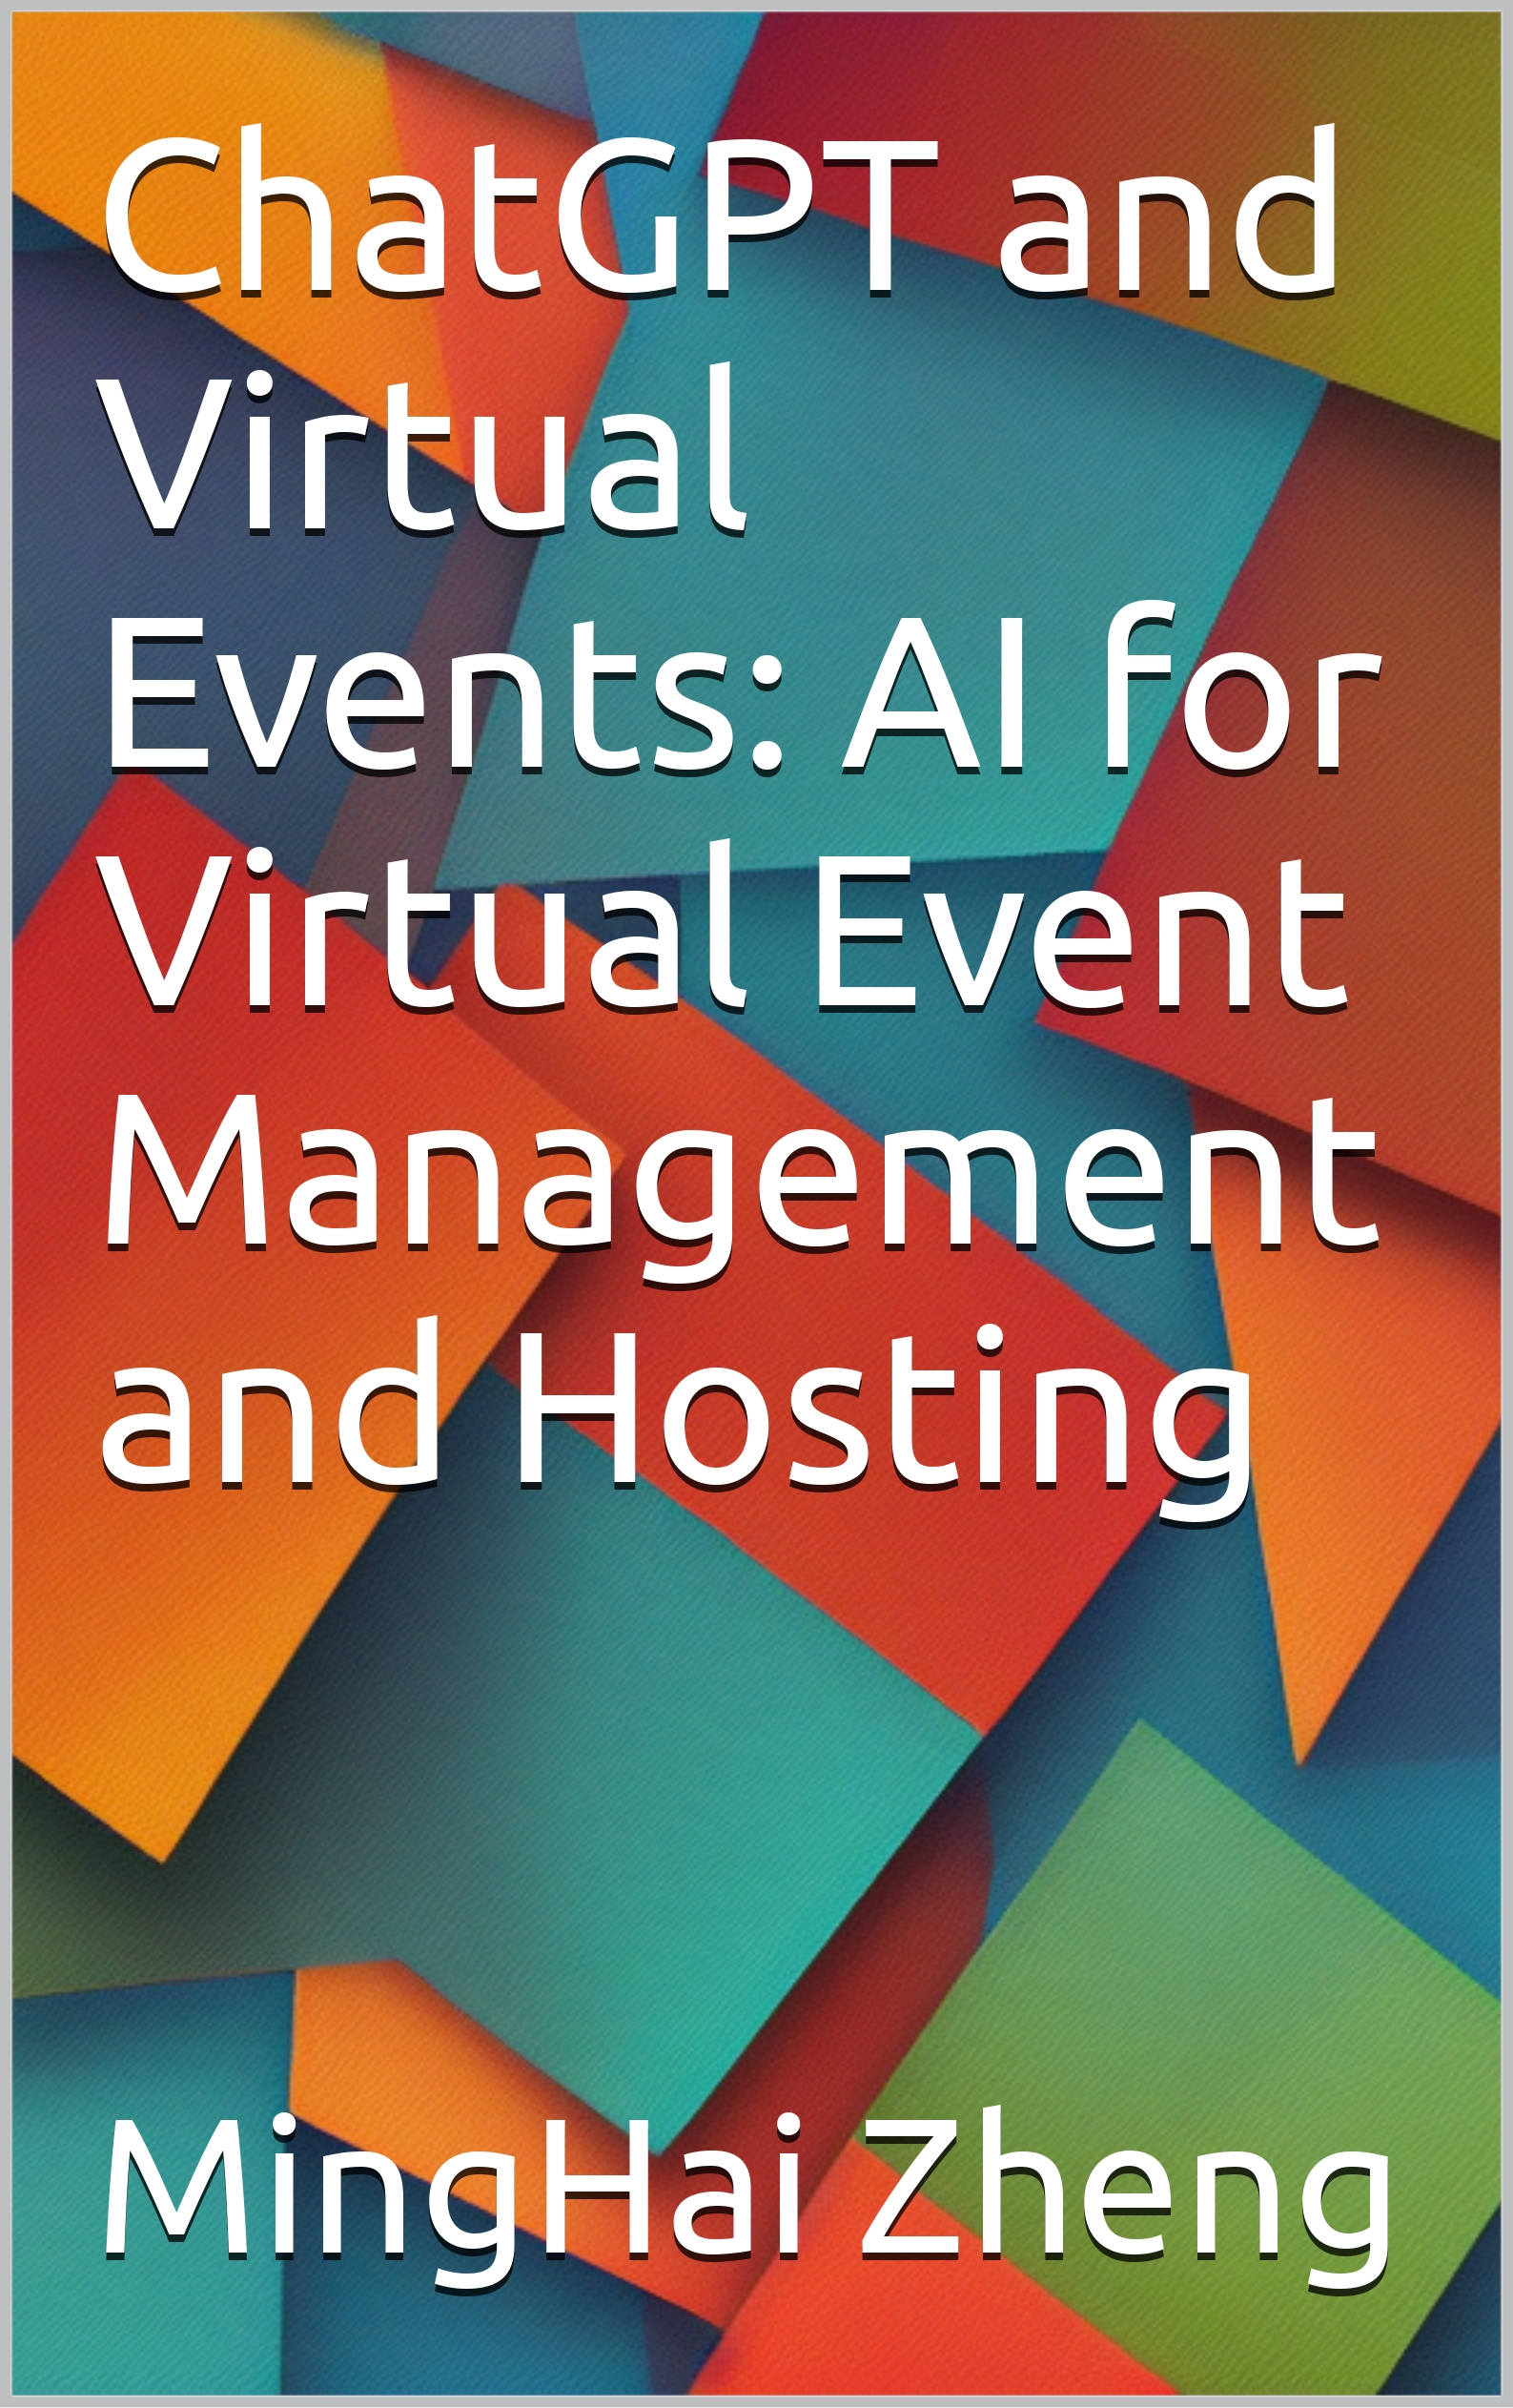 ChatGPT and
Virtual
Events: AI for
Virtual Event
Management
and Hosting
MingHai Zheng